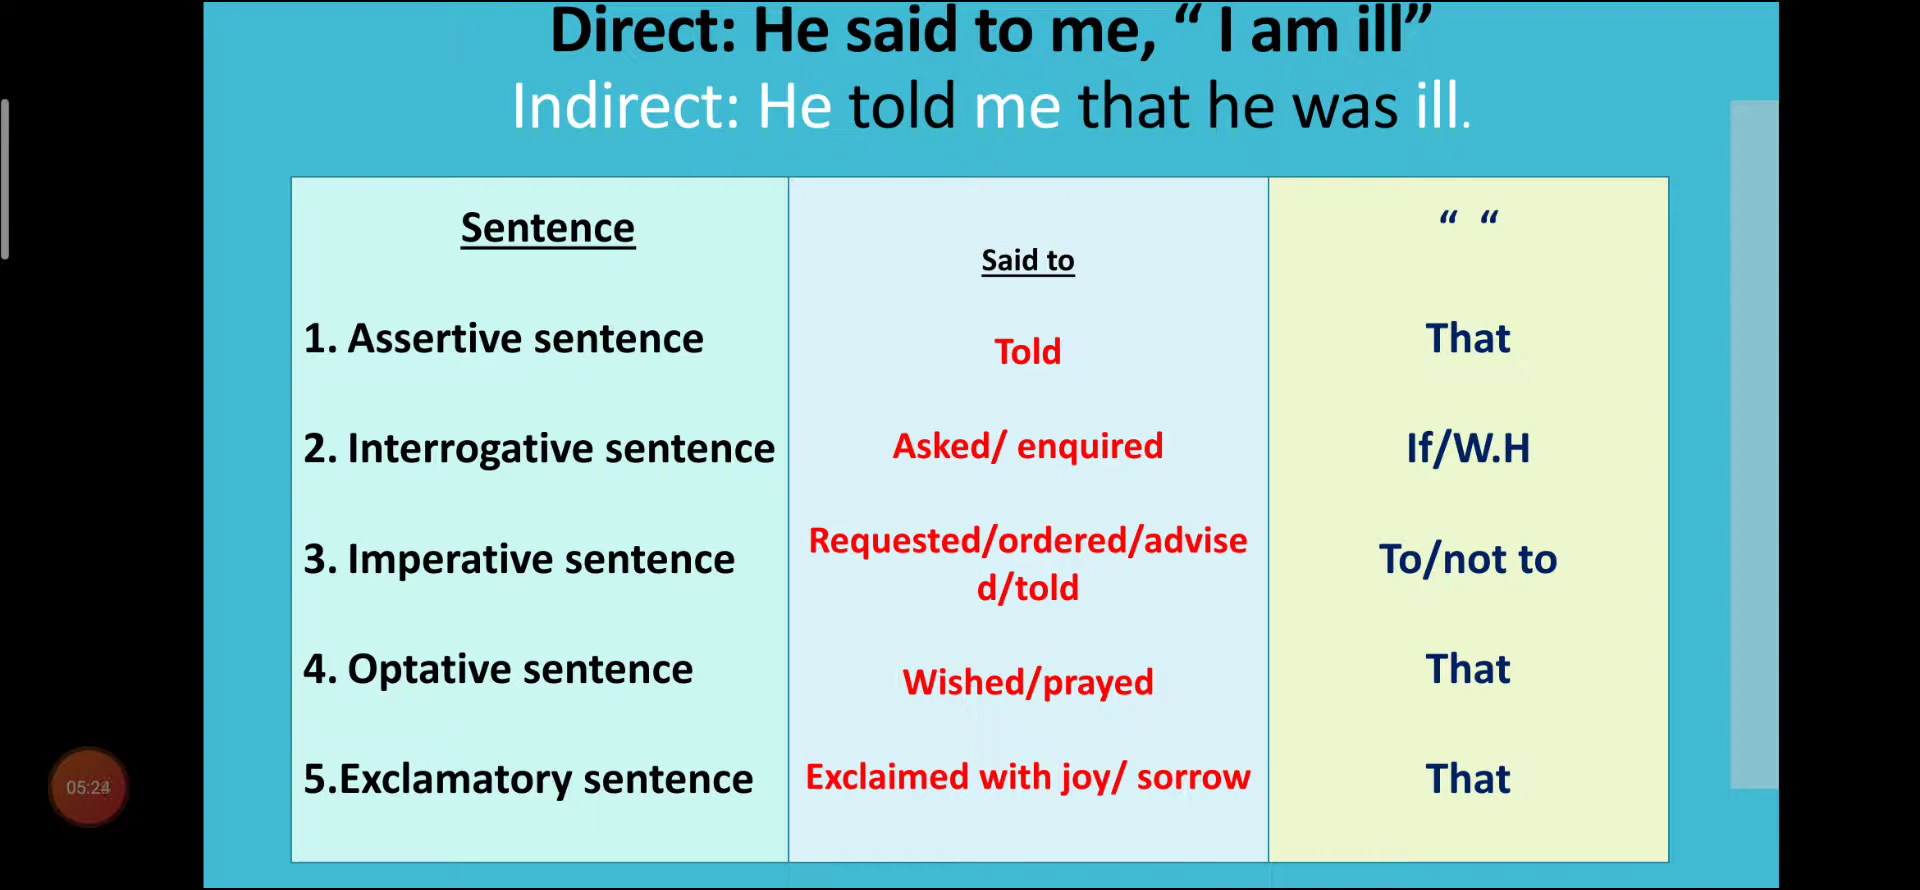 Direct: He said to me, “ I am ill”
Indirect: He told me that he was ill.
Sentence
Said to
“ “
1. Assertive sentence
Told
That
2. Interrogative sentence
Asked/ enquired
If/W.H
3. Imperative sentence
Requested/ordered/advise
d/told
To/not to
4. Optative sentence
Wished/prayed
That
5.Exclamatory sentence
Exclaimed with joy/ sorrow
That
05:24